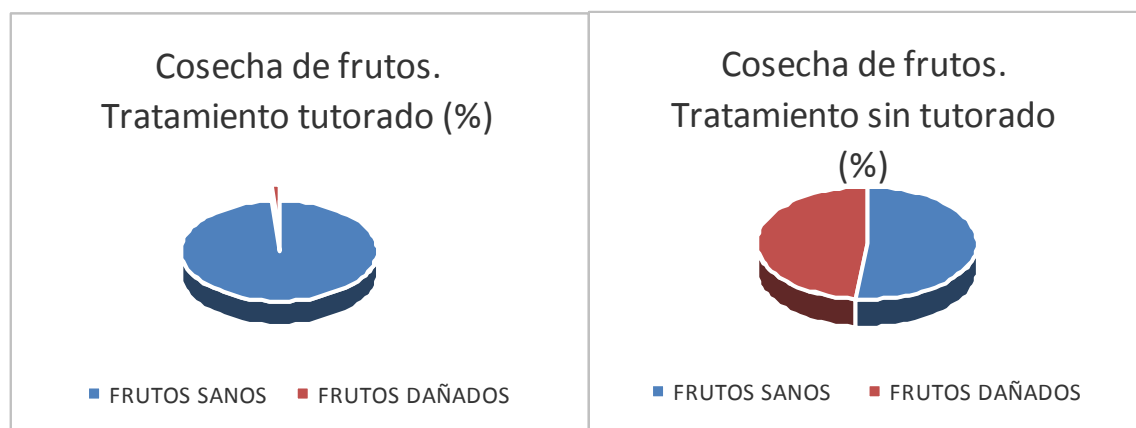 Cosecha de frutos.
Tratamiento tutorado (%)
FRUTOS SANOS
FRUTOS DAÑADOS
Cosecha de frutos.
Tratamiento sin tutorado
(%)
FRUTOS SANOS
FRUTOS DAÑADOS